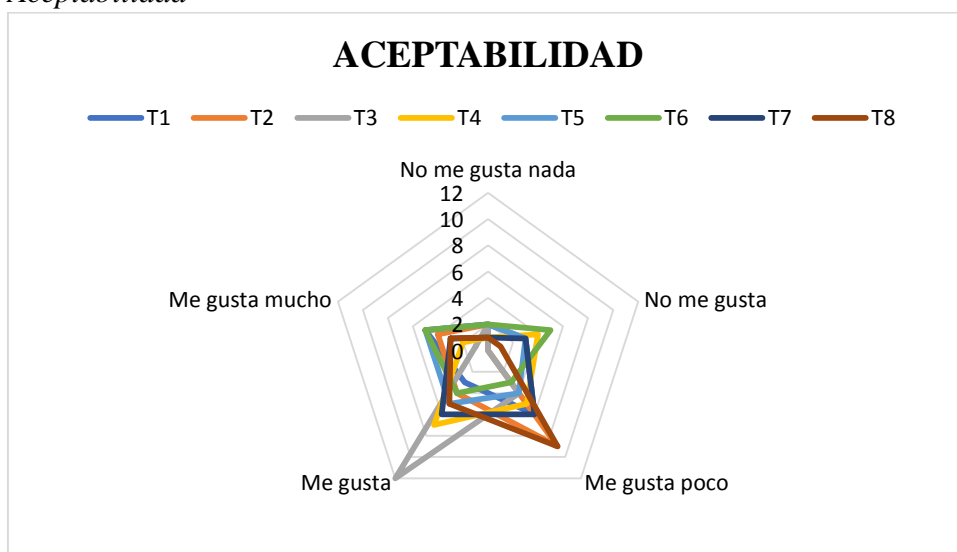 Aceptabilidad
ACEPTABILIDAD
T1 T2 T3 T4 T5 T6 T7 T8
No me gusta nada
12
10
8
6
4
2
0
Me gusta mucho
No me gusta
Me gusta
Me gusta poco